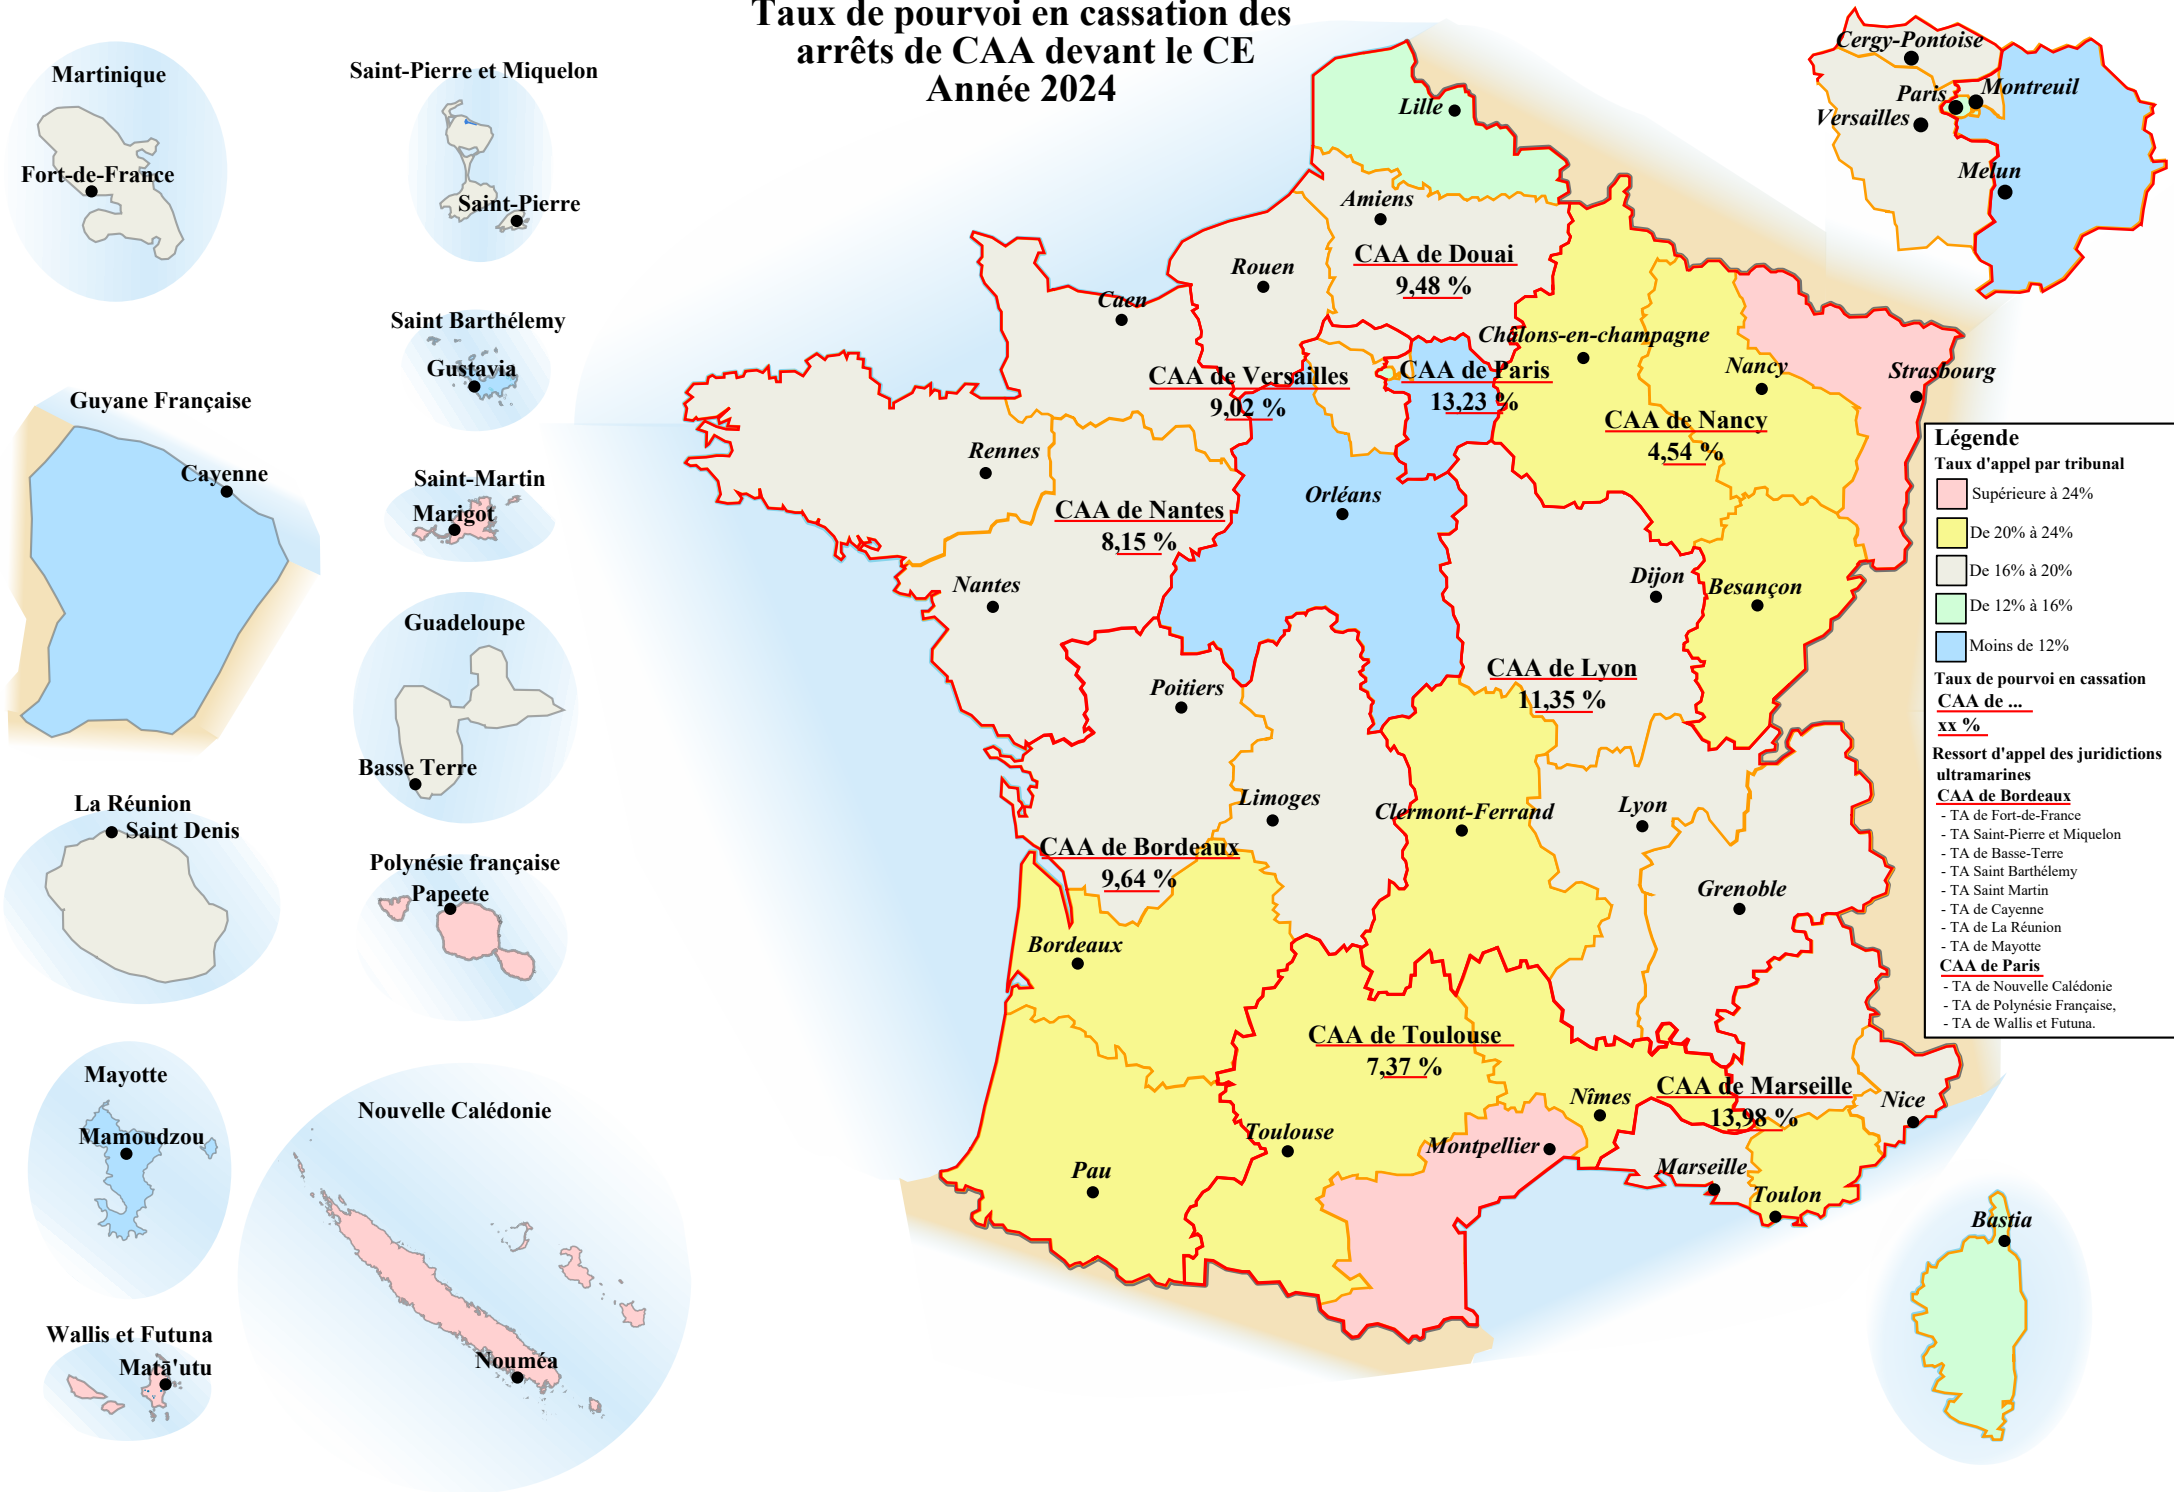 Taux de pourvoi en cassation des
arrêts de CAA devant le CE
Année 2024
Martinique
Fort-de-France
Saint-Pierre et Miquelon
Saint-Pierre
Saint Barthélemy
Gustavia
Guyane Française
Cayenne
Saint-Martin
Marigot
Guadeloupe
Basse Terre
La Réunion
Saint Denis
Polynésie française
Papeete
Mayotte
Mamoudzou
Nouvelle Calédonie
Nouméa
Wallis et Futuna
Matā'utu
Cergy-Pontoise
Paris
Montreuil
Versailles
Melun
Lille
Amiens
CAA de Douai
9,48 %
Rouen
Caen
Châlons-en-champagne
Nancy
Strasbourg
CAA de Versailles
9,02 %
CAA de Paris
13,23 %
CAA de Nancy
4,54 %
Rennes
Orléans
CAA de Nantes
8,15 %
Nantes
Dijon
Besançon
CAA de Lyon
11,35 %
Poitiers
Limoges
Clermont-Ferrand
Lyon
CAA de Bordeaux
9,64 %
Grenoble
Bordeaux
CAA de Toulouse
7,37 %
Nîmes
CAA de Marseille
13,98 %
Nice
Toulouse
Montpellier
Marseille
Pau
Toulon
Bastia
Légende
Taux d'appel par tribunal
Supérieure à 24%
De 20% à 24%
De 16% à 20%
De 12% à 16%
Moins de 12%
Taux de pourvoi en cassation
CAA de ...
xx %
Ressort d'appel des juridictions
ultramarines
CAA de Bordeaux
- TA de Fort-de-France
- TA Saint-Pierre et Miquelon
- TA de Basse-Terre
- TA Saint Barthélemy
- TA Saint Martin
- TA de Cayenne
- TA de La Réunion
- TA de Mayotte
CAA de Paris
- TA de Nouvelle Calédonie
- TA de Polynésie Française,
- TA de Wallis et Futuna.